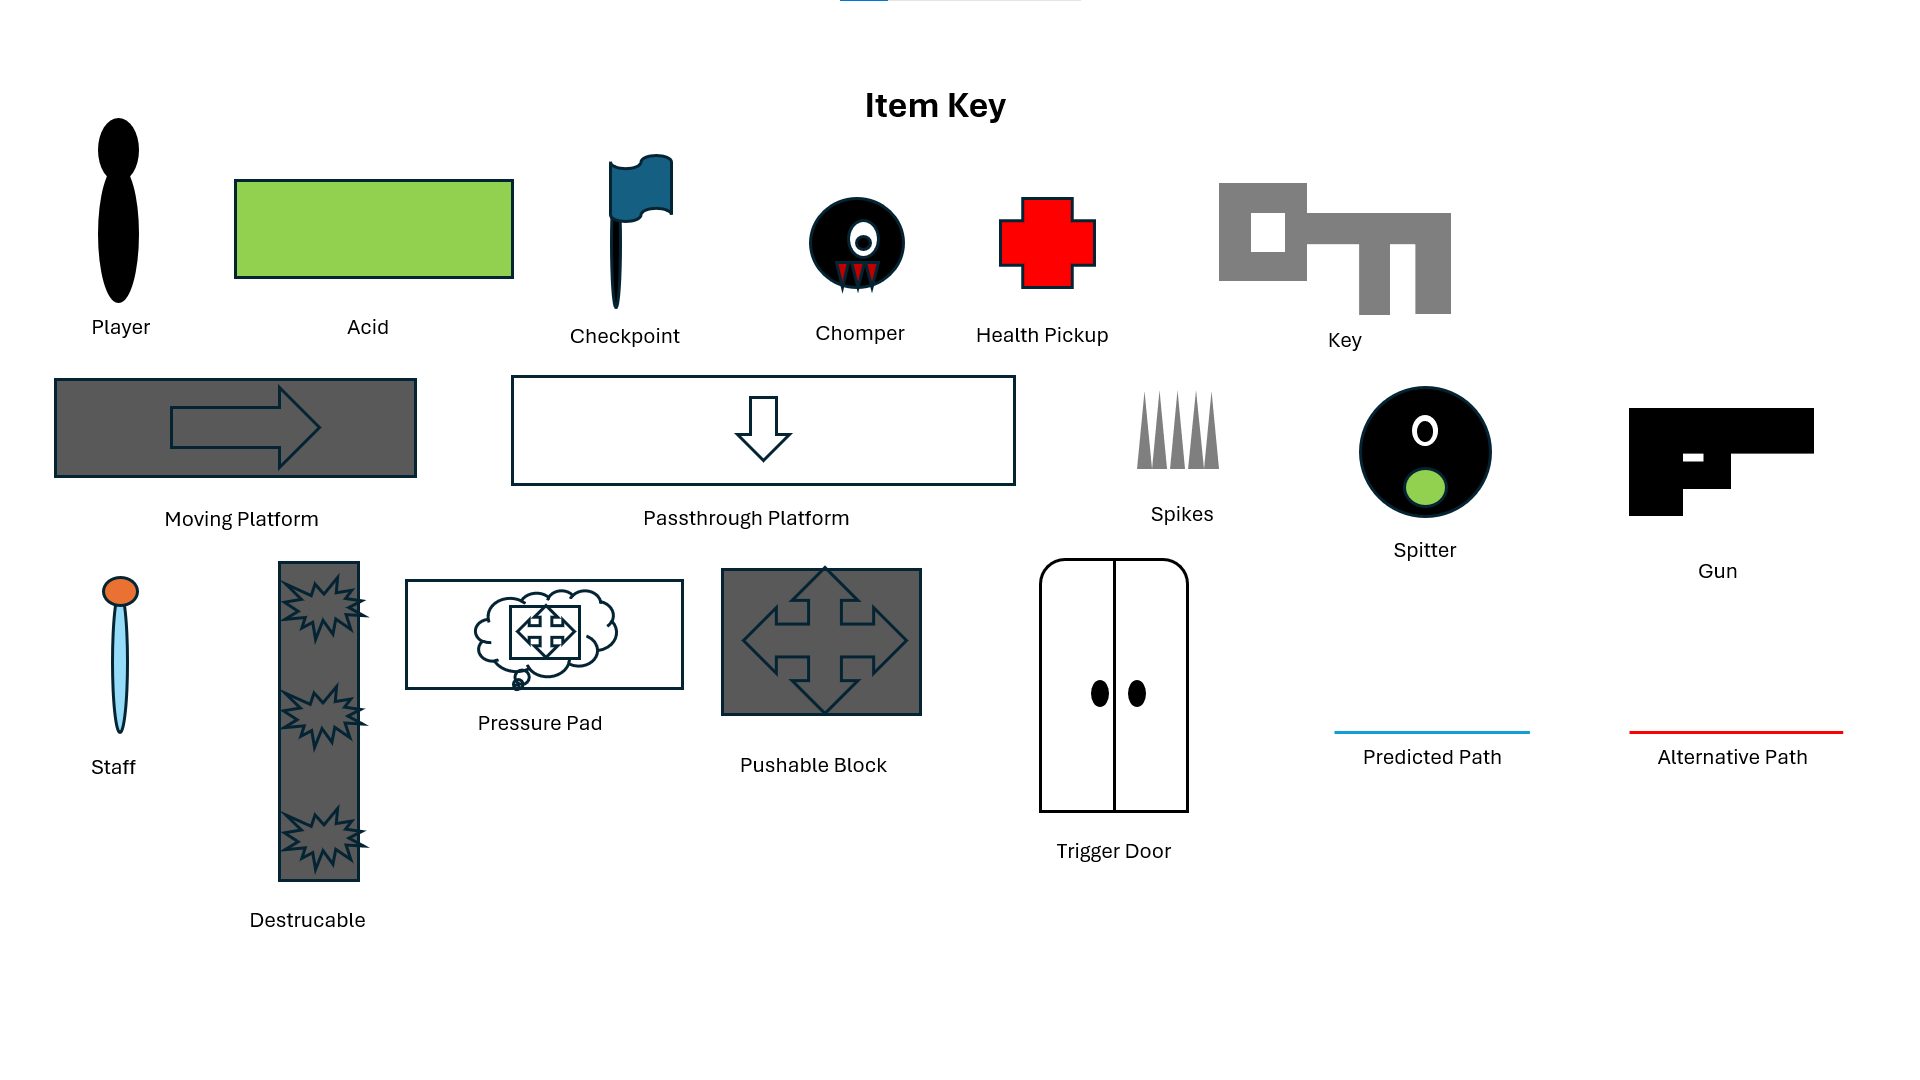 Item Key
Player
Acid
Checkpoint
Chomper
Health Pickup
Key
Moving Platform
Passthrough Platform
Spikes
Spitter
Gun
Staff
Destrucable
Pressure Pad
Pushable Block
Trigger Door
Predicted Path
Alternative Path